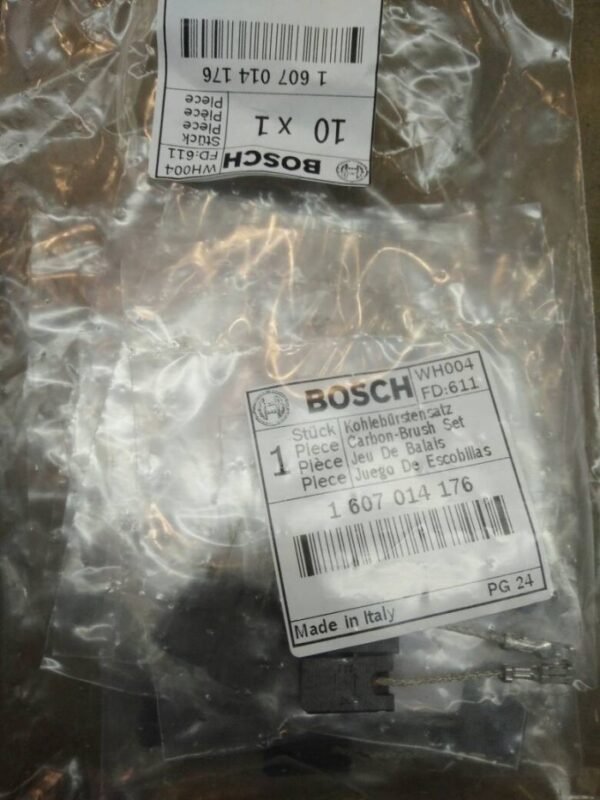 1 607 014 176
10 x 1
Stück
Piece
Pièce
Piece
BOSCH
WH004
FD:611
BOSCH
WH004
FD:611
1
Stück
Piece
Pièce
Piece
Kohlebürstensatz
Carbon-Brush Set
Jeu De Balais
Juego De Escobillas
1 607 014 176
PG 24
Made in Italy